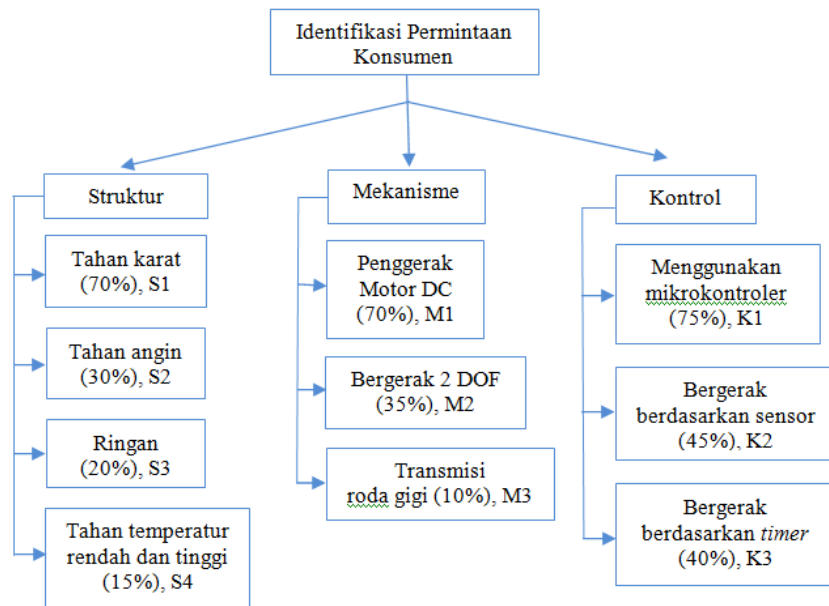 Identifikasi Permintaan
Konsumen
Struktur
Tahan karat
(70%), S1
Tahan angin
(30%), S2
Ringan
(20%), S3
Tahan temperatur
rendah dan tinggi
(15%), S4
Mekanisme
Penggerak
Motor DC
(70%), M1
Bergerak 2 DOF
(35%), M2
Transmisi
roda gigi (10%), M3
Kontrol
Menggunakan
mikrokontroler
(75%), K1
Bergerak
berdasarkan sensor
(45%), K2
Bergerak
berdasarkan timer
(40%), K3